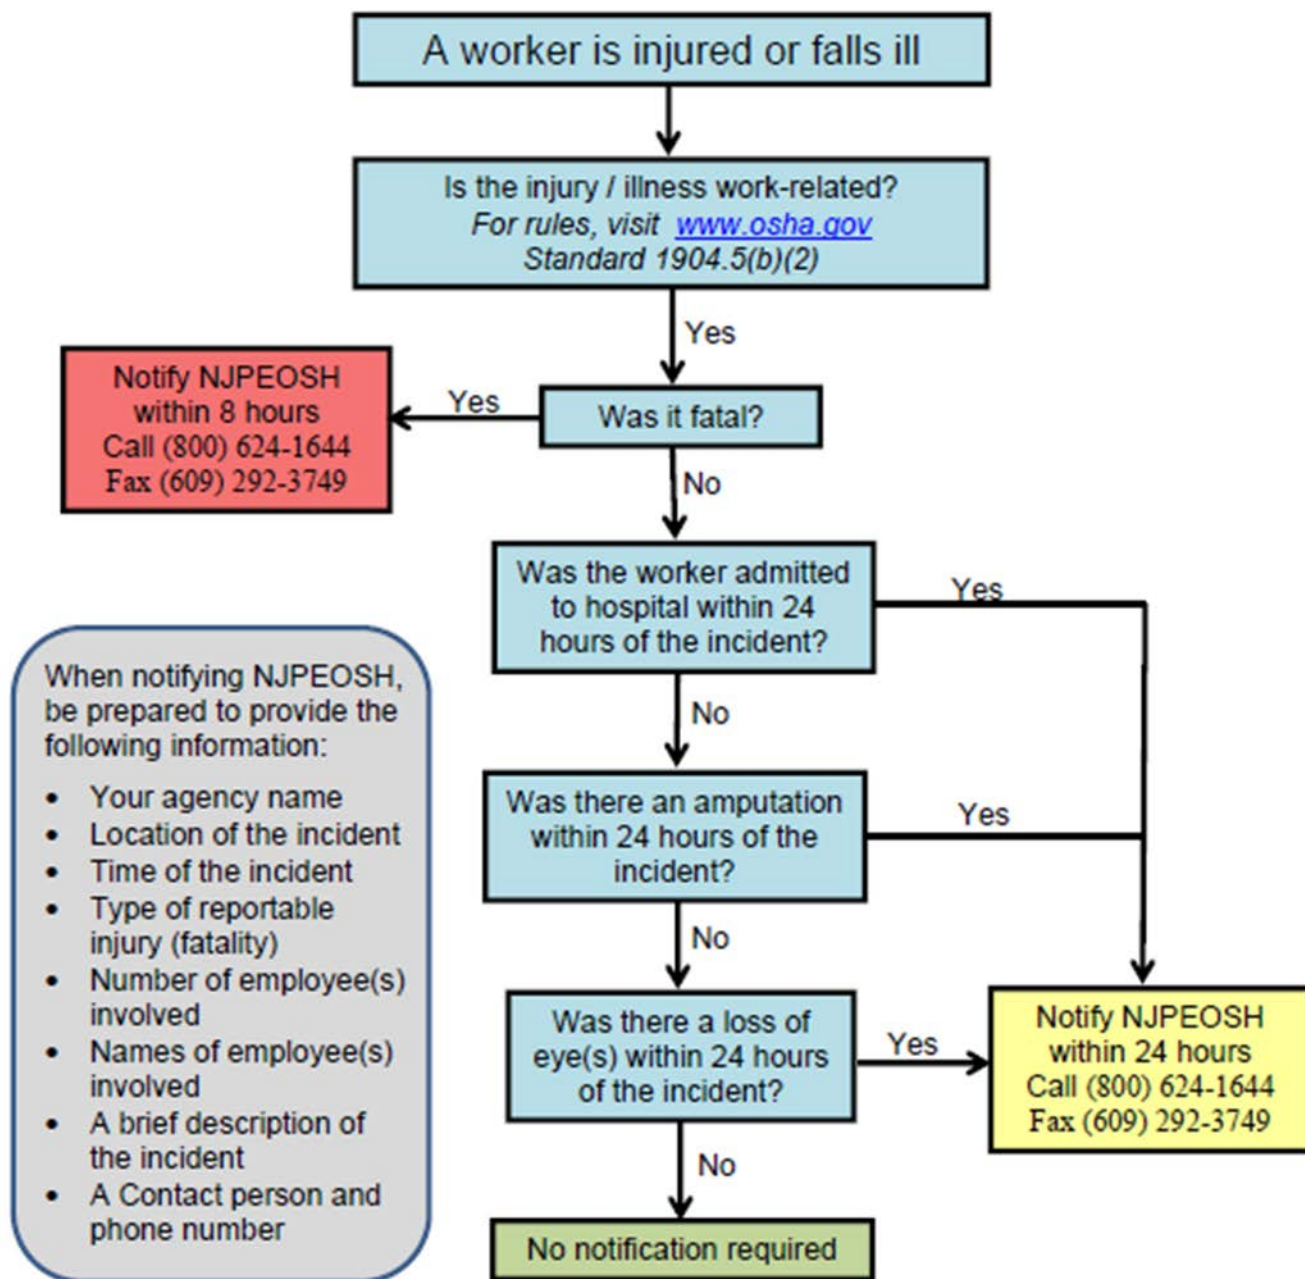 A worker is injured or falls ill
Is the injury / illness work-related?
For rules, visit www.osha.gov
Standard 1904.5(b)(2)
Yes
Notify NJPEOSH
within 8 hours
Call (800) 624-1644
Fax (609) 292-3749
Yes
Was it fatal?
No
Was the worker admitted
to hospital within 24
hours of the incident?
Yes
No
Was there an amputation
within 24 hours of the
incident?
Yes
No
Was there a loss of
eye(s) within 24 hours
of the incident?
Yes
Notify NJPEOSH
within 24 hours
Call (800) 624-1644
Fax (609) 292-3749
No
No notification required
When notifying NJPEOSH,
be prepared to provide the
following information:
• Your agency name
• Location of the incident
• Time of the incident
• Type of reportable
injury (fatality)
• Number of employee(s)
involved
• Names of employee(s)
involved
• A brief description of
the incident
• A Contact person and
phone number